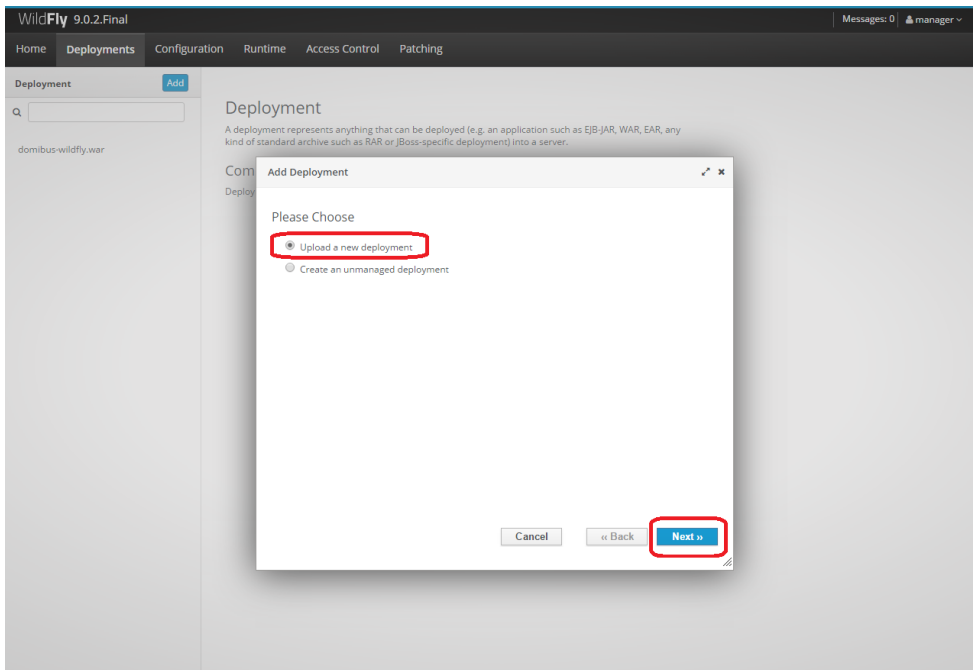 WildFly 9.0.2.Final
Messages: 0 manager
Home Deployments Configuration Runtime Access Control Patching
Deployment Add
domibus-wildfly.war
Deployment
A deployment represents anything that can be deployed (e.g. an application such as EJB-JAR, WAR, EAR, any
kind of standard archive such as RAR or JBoss-specific deployment) into a server.
Com
Deploy
Add Deployment
Please Choose
Upload a new deployment
Create an unmanaged deployment
Cancel « Back Next »